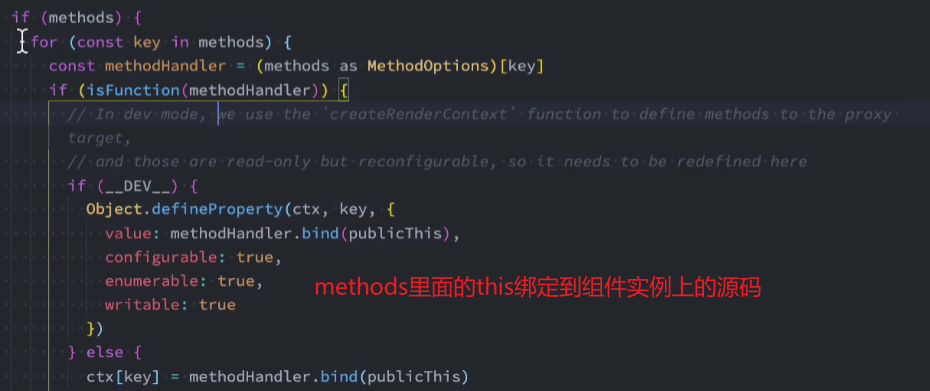 if (methods) {
for (const key in methods) {
const methodHandler = (methods as MethodOptions)[key]
if (isFunction(methodHandler)) {
// In dev mode, we use the `createRenderContext` function to define methods to the proxy
target,
// and those are read-only but reconfigurable, so it needs to be redefined here
if (__DEV__) {
Object.defineProperty(ctx, key, {
value: methodHandler.bind(publicThis),
configurable: true,
enumerable: true,
methods里面的this绑定到组件实例上的源码
writable: true
})
} else {
ctx[key] = methodHandler.bind(publicThis)